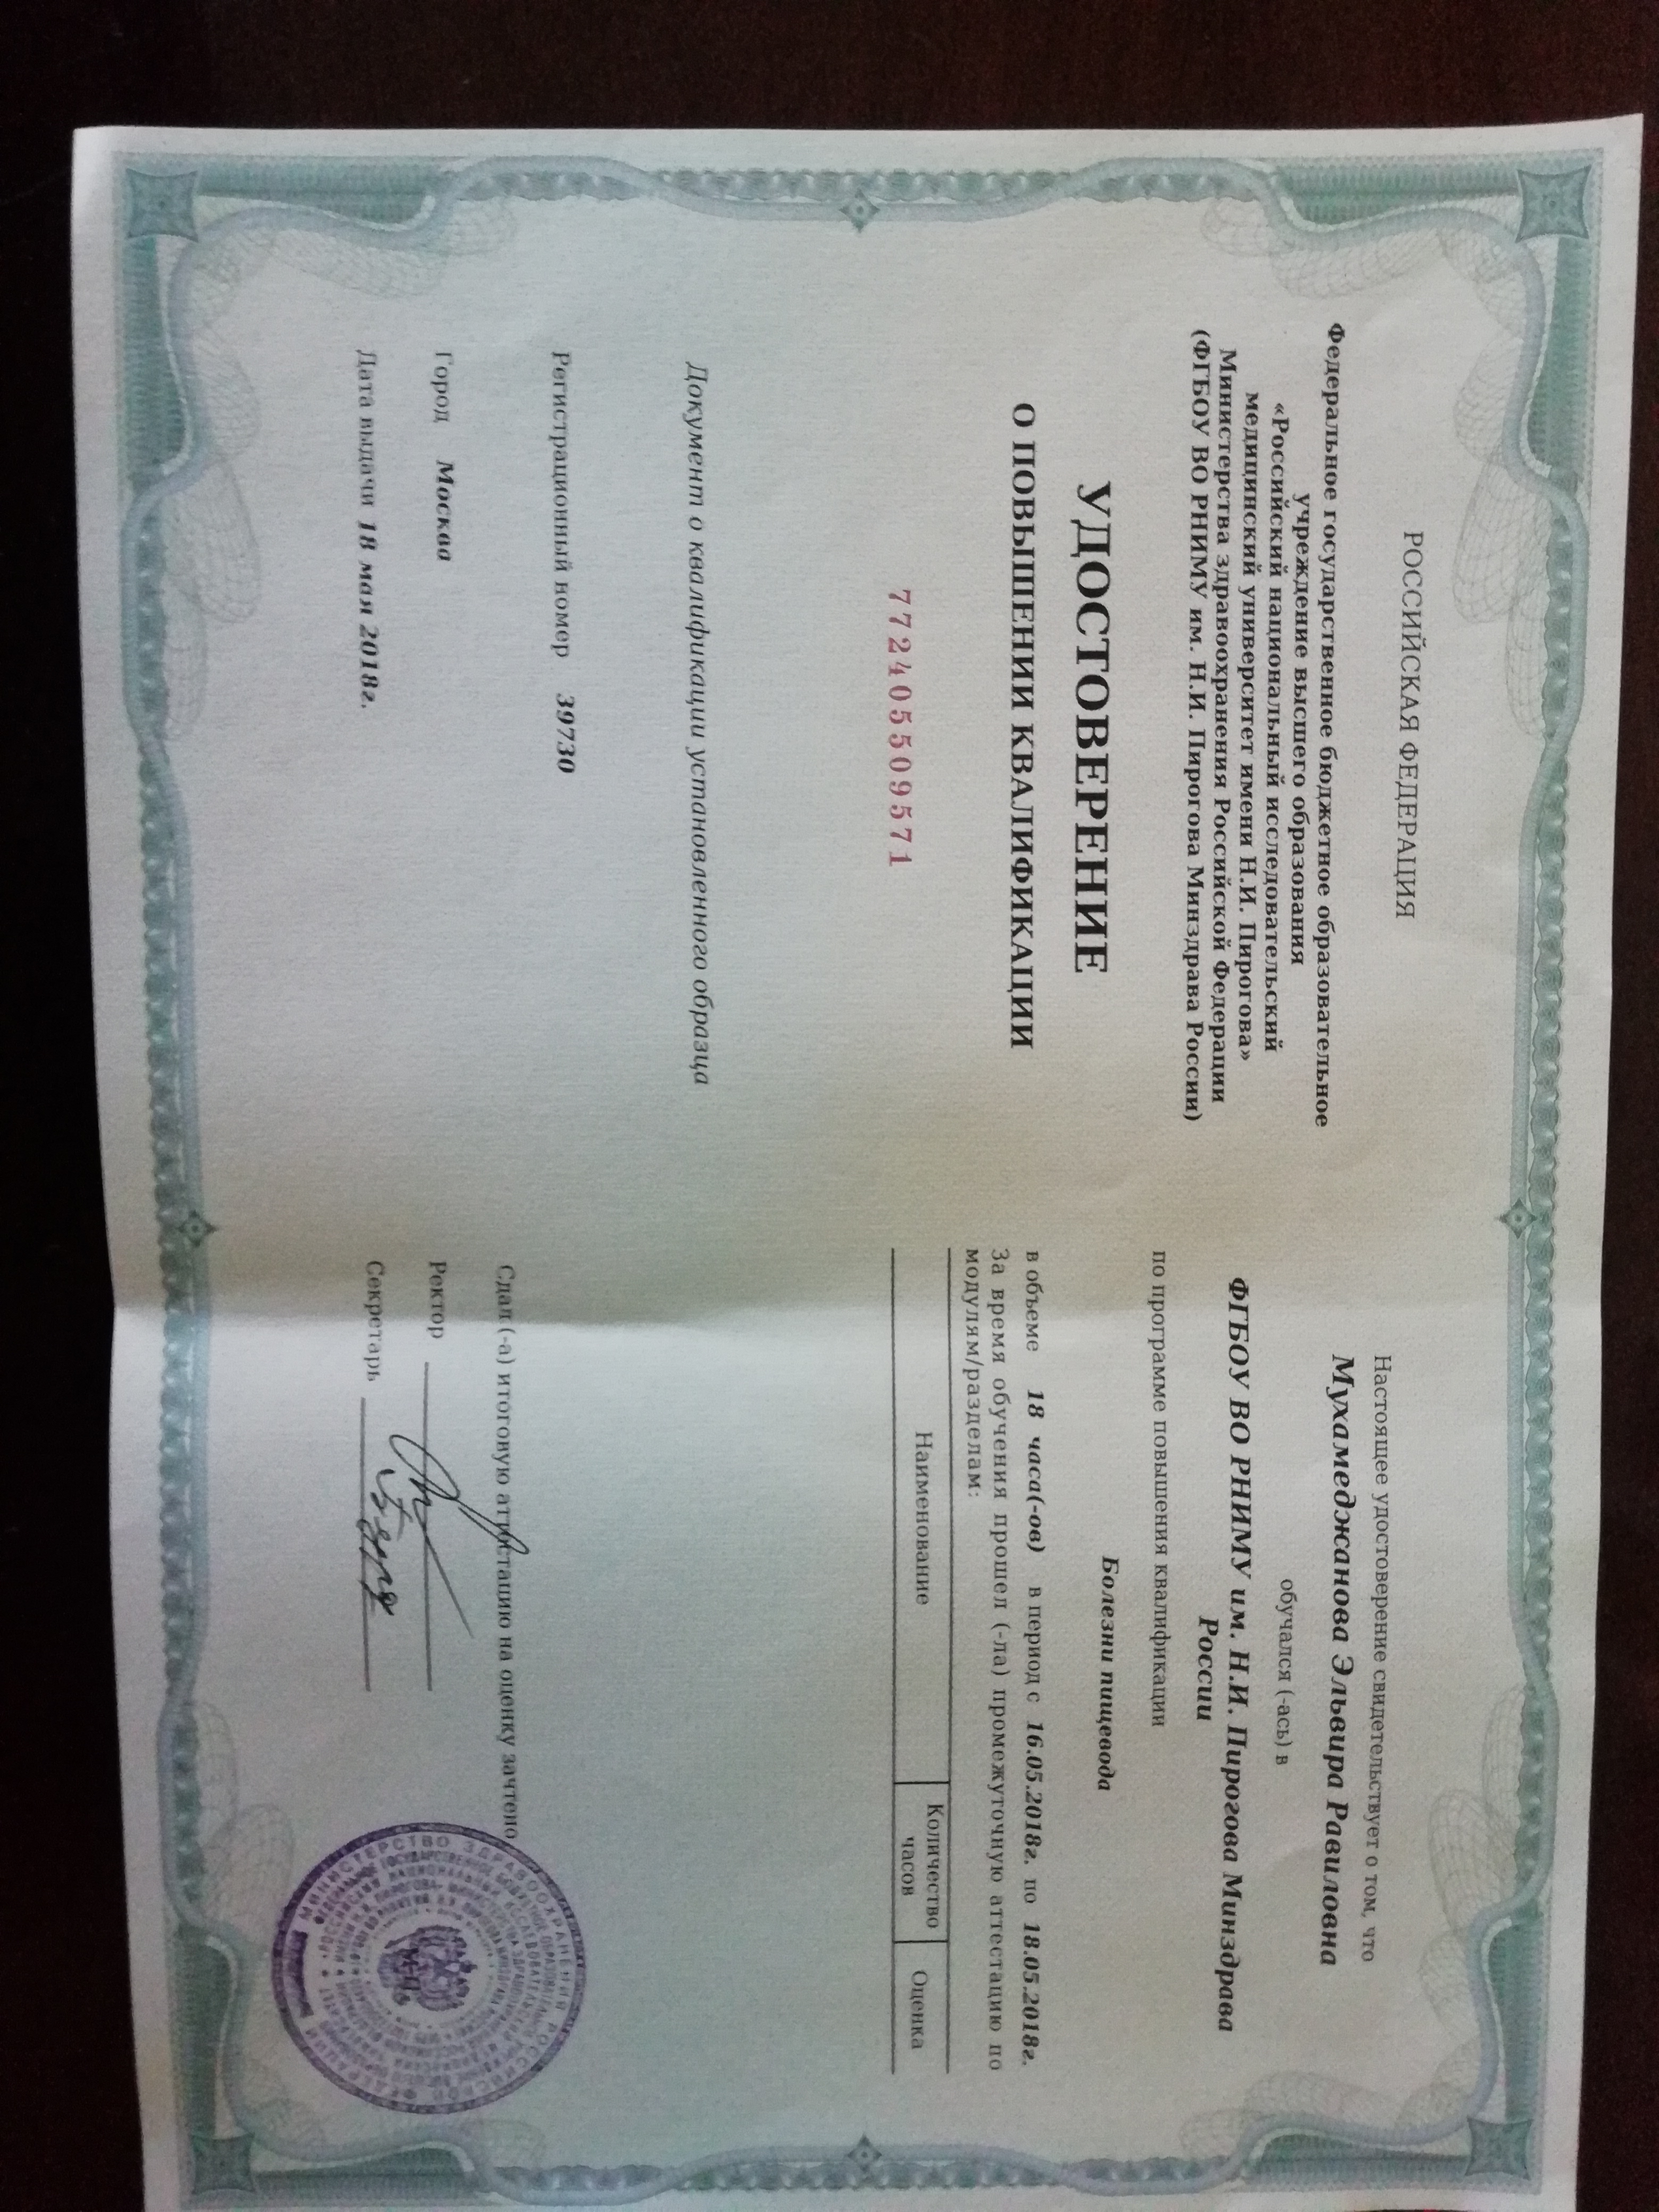 РОССИЙСКАЯ ФЕДЕРАЦИЯ
Федеральное государственное бюджетное образовательное
учреждение высшего образования
«Российский национальный исследовательский
медицинский университет имени Н.И. Пирогова»
Министерства здравоохранения Российской Федерации
(ФГБОУ ВО РНИМУ им. Н.И. Пирогова Минздрава России)
УДОСТОВЕРЕНИЕ
О ПОВЫШЕНИИ КВАЛИФИКАЦИИ
772405509571
Документ о квалификации установленного образца
Регистрационный номер 39730
Город Москва
Дата выдачи 18 мая 2018г.
Настоящее удостоверение свидетельствует о том, что
Мухамеджанова Эльвира Равиловна
обучался (-ась) в
ФГБОУ ВО РНИМУ им. Н.И. Пирогова Минздрава
России
по программе повышения квалификации
Болезни пищевода
в объеме 18 часа(-ов) в период с 16.05.2018г. по 18.05.2018г.
За время обучения прошел (-ла) промежуточную аттестацию по
модулям/разделам:
Наименование
Количество
часов
Оценка
Сдал (-а) итоговую аттестацию на оценку зачтено
Ректор
Секретарь
МИНИСТЕРСТВО ЗДРАВООХРАНЕНИЯ РОССИЙСКОЙ ФЕДЕРАЦИИ